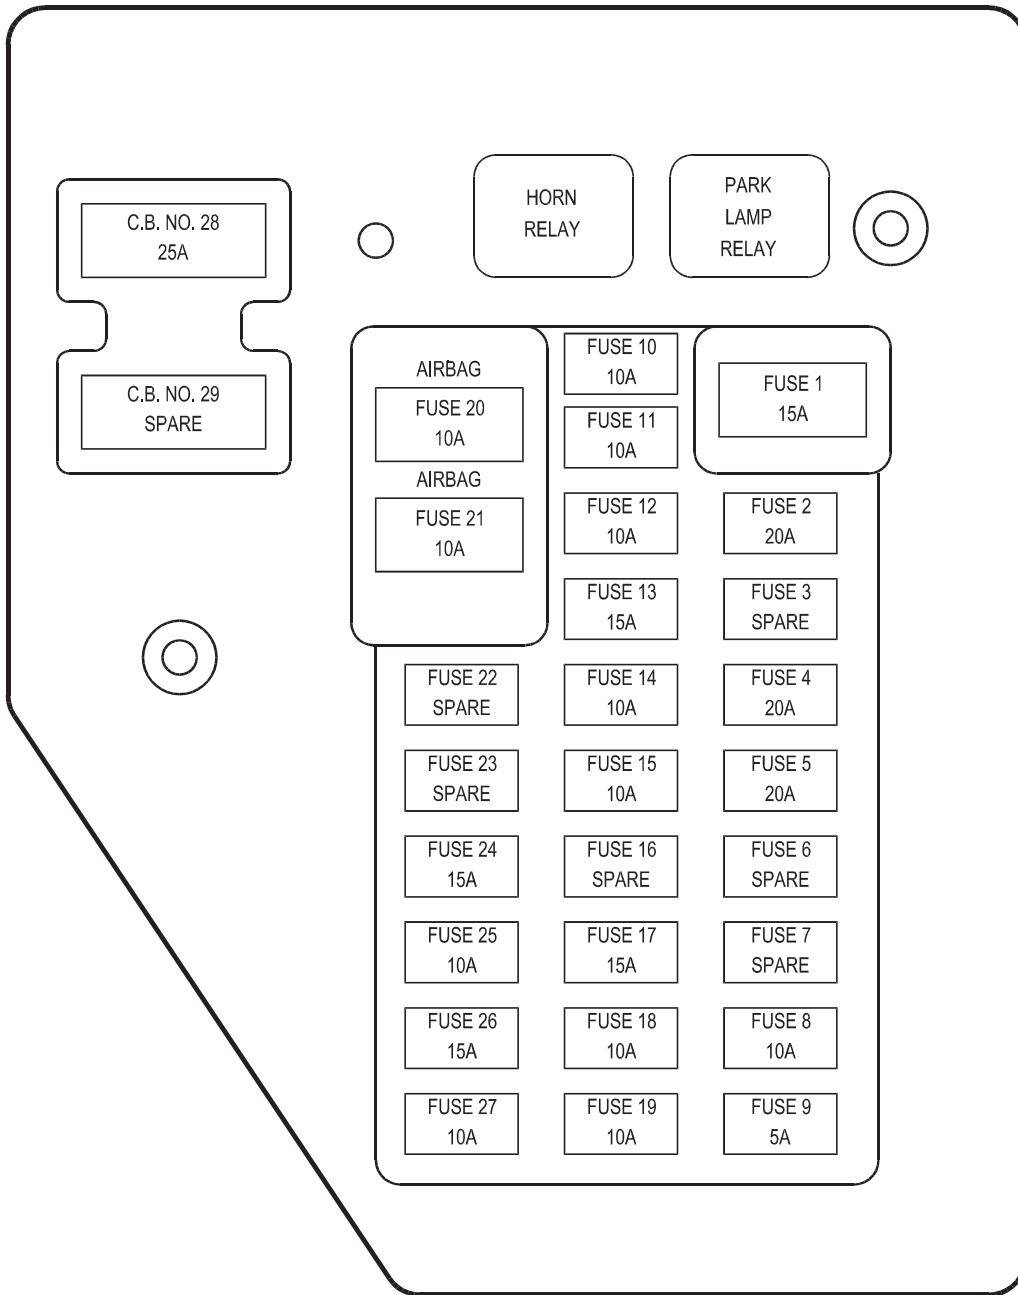 C.B. NO. 28
25A
C.B. NO. 29
SPARE
HORN
RELAY
PARK
LAMP
RELAY
AIRBAG
FUSE 20
10A
AIRBAG
FUSE 21
10A
FUSE 22
SPARE
FUSE 23
SPARE
FUSE 24
15A
FUSE 25
10A
FUSE 26
15A
FUSE 27
10A
FUSE 10
10A
FUSE 11
10A
FUSE 12
10A
FUSE 13
15A
FUSE 14
10A
FUSE 15
10A
FUSE 16
SPARE
FUSE 17
15A
FUSE 18
10A
FUSE 19
10A
FUSE 1
15A
FUSE 2
20A
FUSE 3
SPARE
FUSE 4
20A
FUSE 5
20A
FUSE 6
SPARE
FUSE 7
SPARE
FUSE 8
10A
FUSE 9
5A